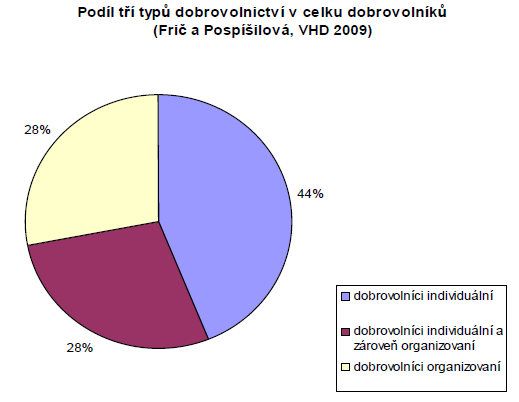 Podíl tří typů dobrovolnictví v celku dobrovolníků
(Frič a Pospíšilová, VHD 2009)
28%
44%
28%
dobrovolníci individuální
dobrovolníci individuální a
zároveň organizovaní
dobrovolníci organizovaní